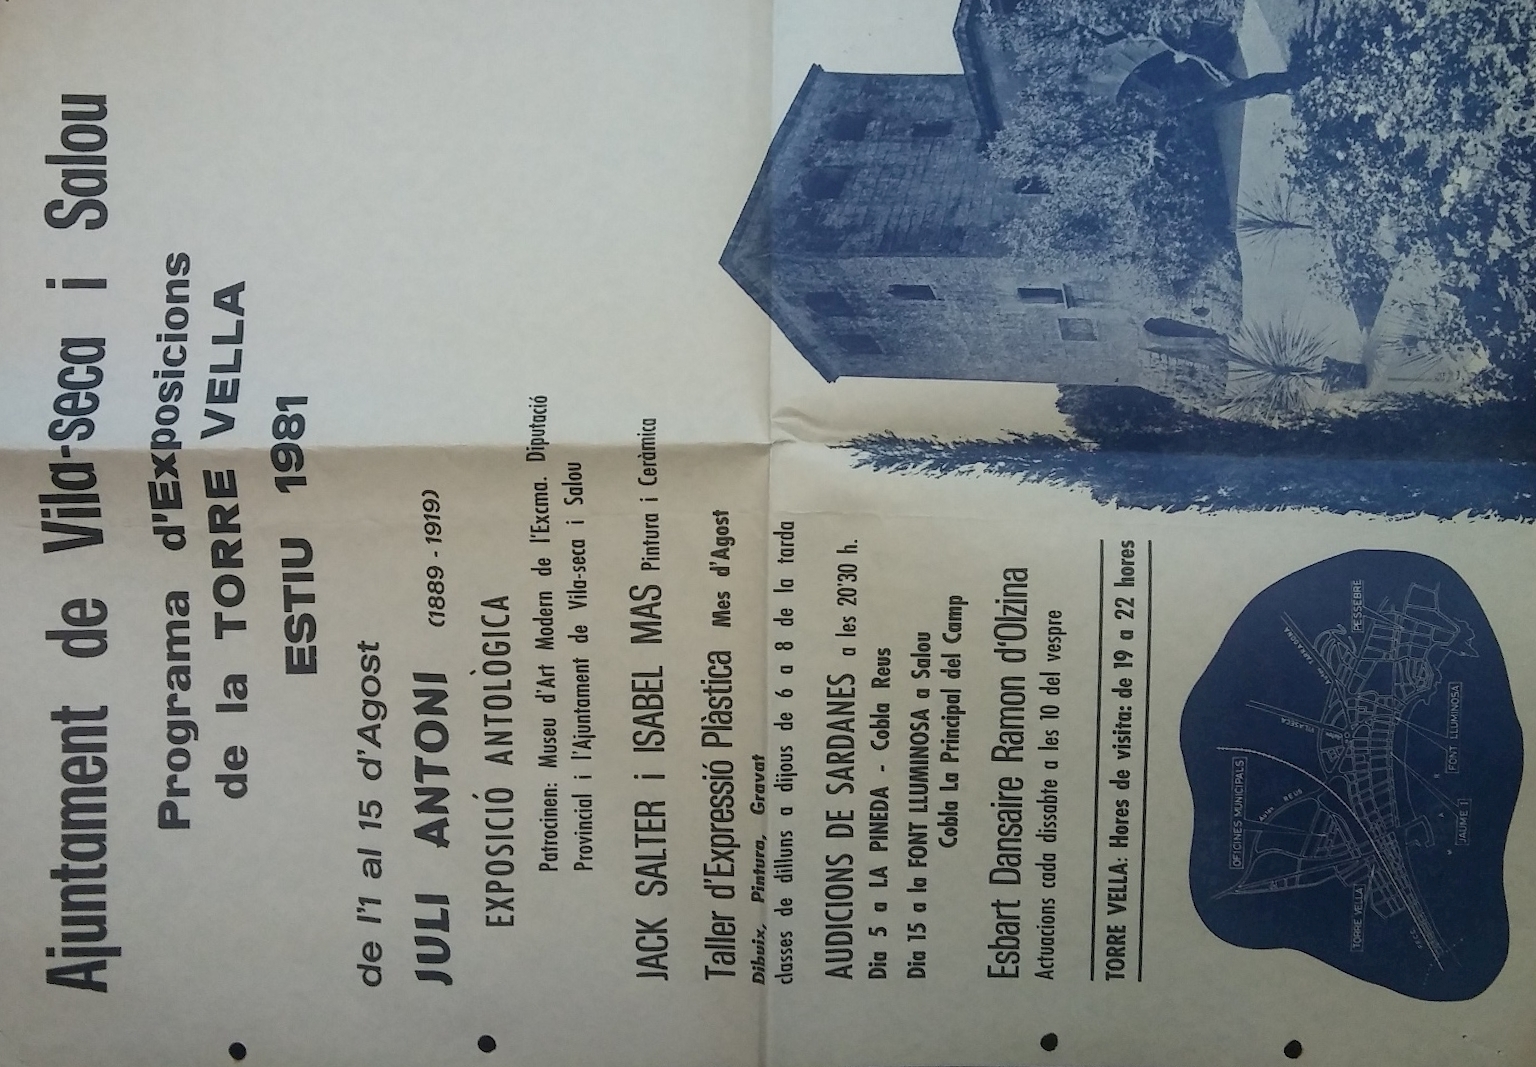 Ajuntament de Vila-seca i Salou
Programa d'Exposicions
de la TORRE VELLA
ESTIU 1981
de l'1 al 15 d'Agost
JULI ANTONI (1889 - 1919)
EXPOSICIÓ ANTOLÒGICA
Patrocinen: Museu d'Art Modern de l'Excma. Diputació
Provincial i l'Ajuntament de Vila-seca i Salou
JACK SALTER i ISABEL MAS Pintura i Ceràmica
Taller d'Expressió Plàstica Mes d'Agost
Dibuix, Pintura, Gravat
classes de dilluns a dijous de 6 a 8 de la tarda
AUDICIONS DE SARDANES a les 20'30 h.
Dia 5 a LA PINEDA - Cobla Reus
Dia 15 a la FONT LLUMINOSA a Salou
Cobla La Principal del Camp
Esbart Dansaire Ramon d'Olzina
Actuacions cada dissabte a les 10 del vespre
TORRE VELLA: Hores de visita: de 19 a 22 hores
OFICINES MUNICIPALS
REUS
VILASECA
TARRAGONA
PESSEBRE
TORRE VELLA
JAUME I
FONT LLUMINOSA